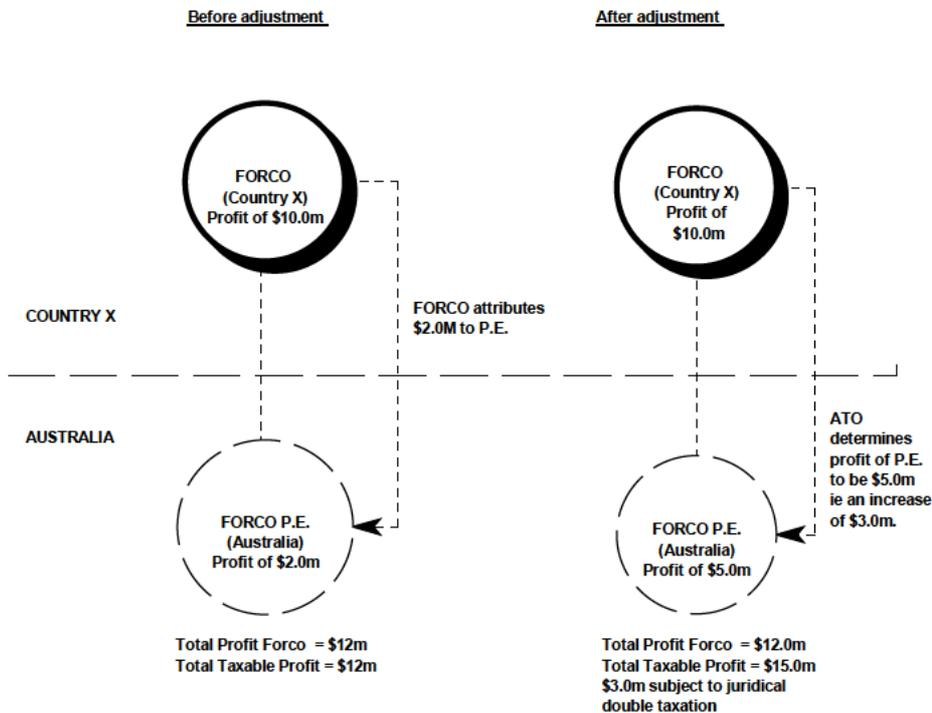 Before adjustment
After adjustment
FORCO
(Country X)
Profit of $10.0m
FORCO
(Country X)
Profit of
$10.0m
FORCO attributes
$2.0M to P.E.
COUNTRY X
AUSTRALIA
ATO
determines
profit of P.E.
to be $5.0m
ie an increase
of $3.0m.
FORCO P.E.
(Australia)
Profit of $2.0m
FORCO P.E.
(Australia)
Profit of $5.0m
Total Profit Forco = $12m
Total Taxable Profit = $12m
Total Profit Forco = $12.0m
Total Taxable Profit = $15.0m
$3.0m subject to juridical
double taxation